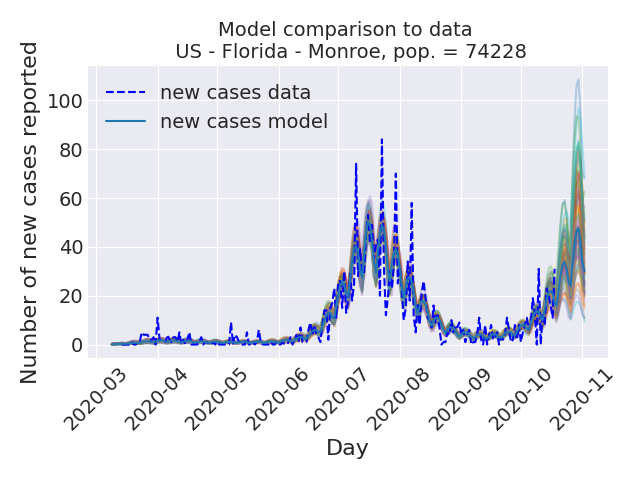 Model comparison to data
US - Florida - Monroe, pop. = 74228
new cases data
new cases model
Number of new cases reported
100
80
60
40
20
0
2020-03
2020-04
2020-05
2020-06
2020-07
2020-08
2020-09
2020-10
2020-11
Day